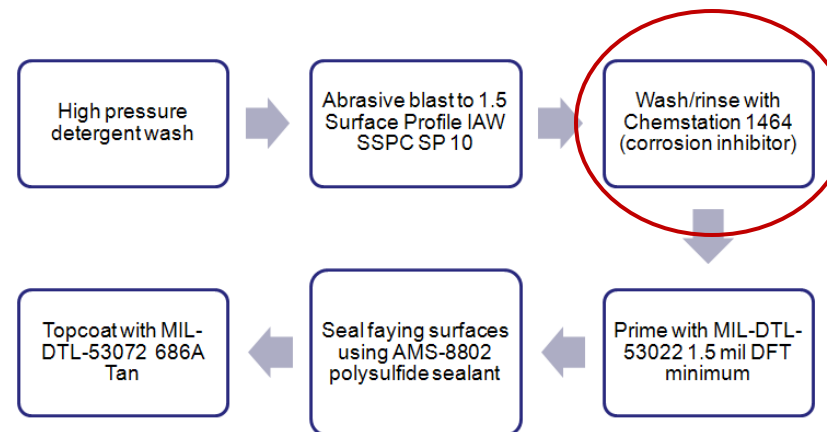 High pressure
detergent wash
Abrasive blast to 1.5
Surface Profile IAW
SSPC SP 10
Wash/rinse with
Chemstation 1464
(corrosion inhibitor)
Prime with MIL-DTL-
53022 1.5 mil DFT
minimum
Seal faying surfaces
using AMS-8802
polysulfide sealant
Topcoat with MIL-
DTL-53072 686A
Tan